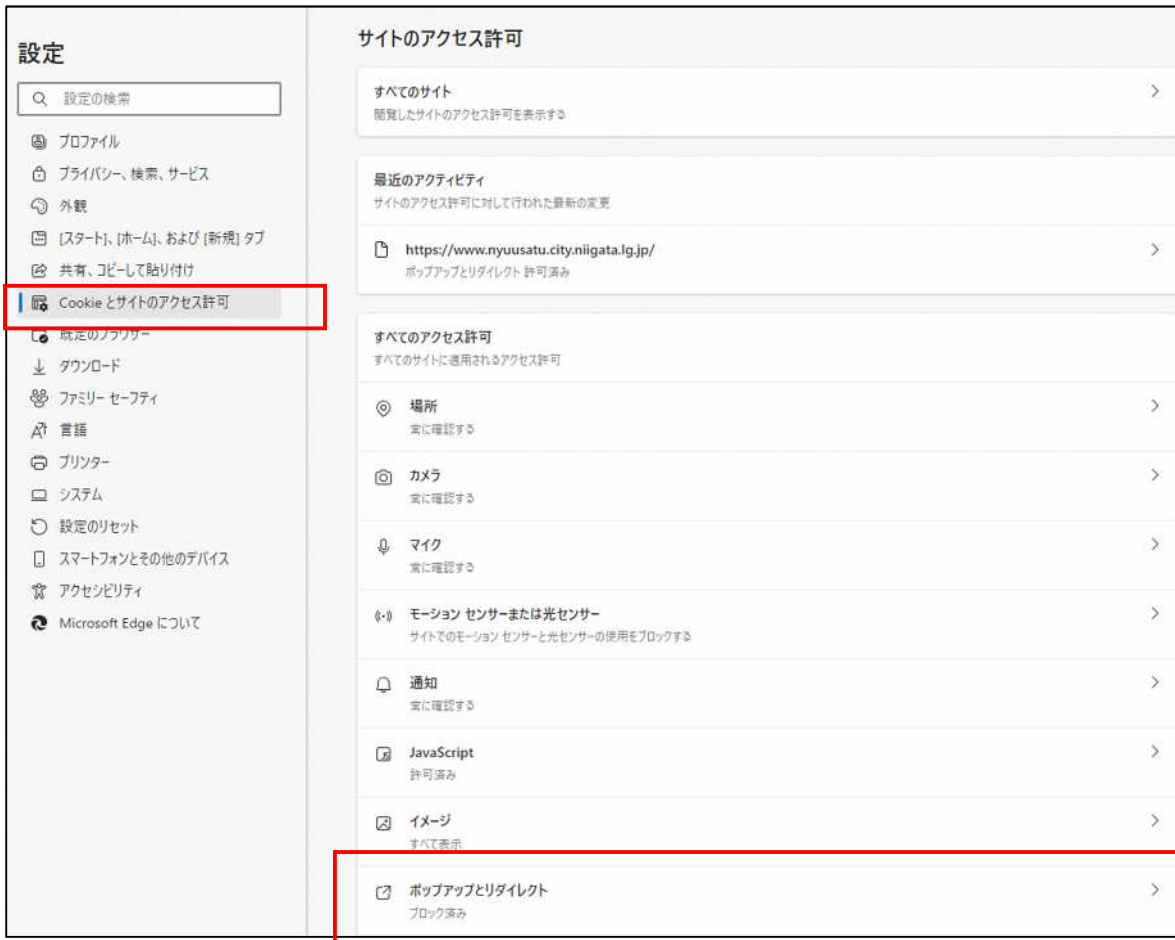 設定
設定の検索
プロファイル
プライバシー、検索、サービス
外観
[スタート]、[ホーム]、および [新規] タブ
共有、コピーして貼り付け
Cookie とサイトのアクセス許可
既定のブラウザー
ダウンロード
ファミリー セーフティ
言語
プリンター
システム
設定のリセット
スマートフォンとその他のデバイス
アクセシビリティ
Microsoft Edge について
サイトのアクセス許可
すべてのサイト
閲覧したサイトのアクセス許可を表示する
最近のアクティビティ
サイトのアクセス許可に対して行われた最新の変更
https://www.nyuusatu.city.niigata.lg.jp/
ポップアップとリダイレクト 許可済み
すべてのアクセス許可
すべてのサイトに適用されるアクセス許可
場所
常に確認する
カメラ
常に確認する
マイク
常に確認する
モーション センサーまたは光センサー
サイトでのモーション センサーと光センサーの使用をブロックする
通知
常に確認する
JavaScript
許可済み
イメージ
すべて表示
ポップアップとリダイレクト
ブロック済み